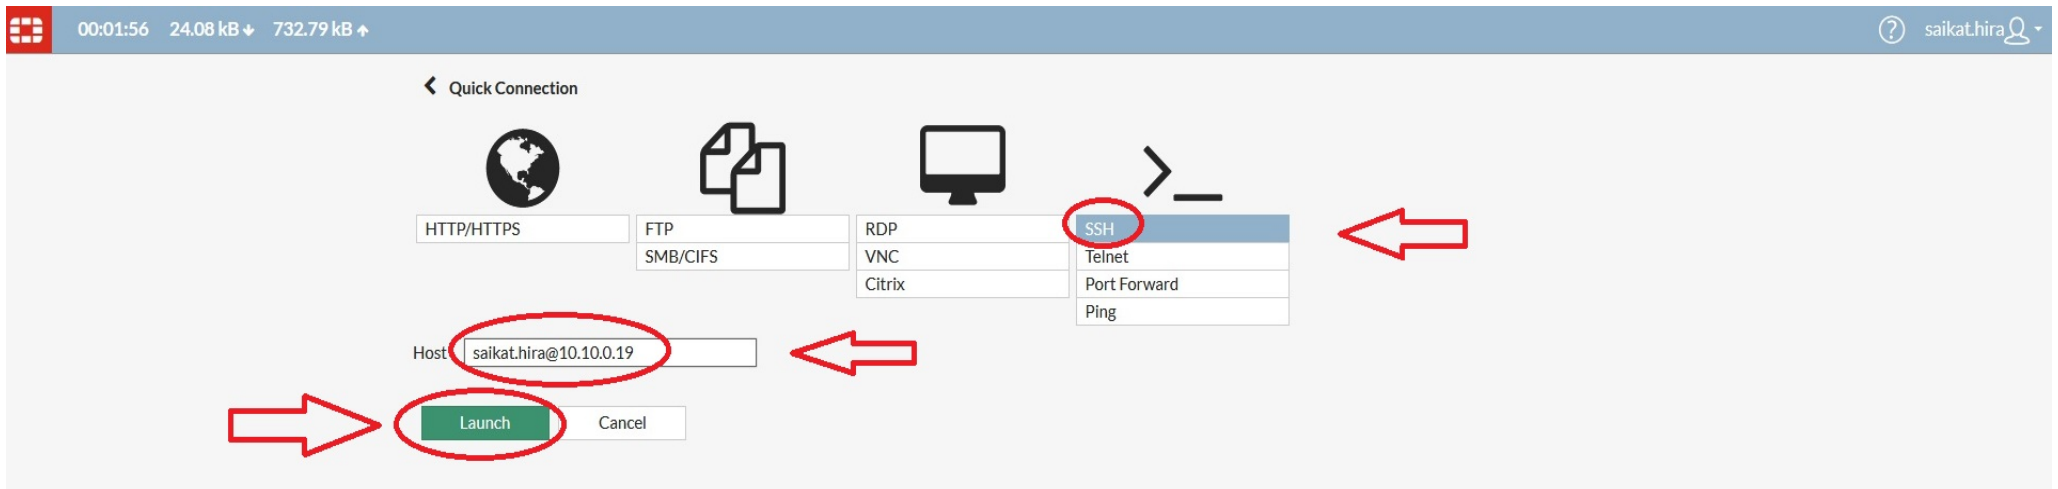 00:01:56 24.08 kB 732.79 kB saikat.hira
Quick Connection
HTTP/HTTPS FTP RDP SSH
SMB/CIFS VNC Telnet
Citrix Port Forward
Ping
Host saikat.hira@10.10.0.19
Launch Cancel